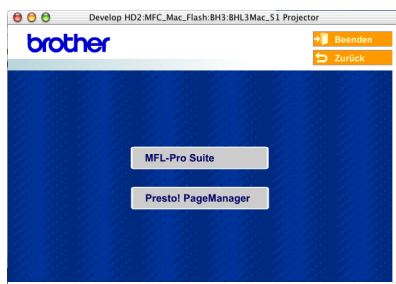 Develop HD2:MFC_Mac_Flash:BH3:BHL3Mac_51 Projector
brother
Beenden
Zurück
MFL-Pro Suite
Presto! PageManager